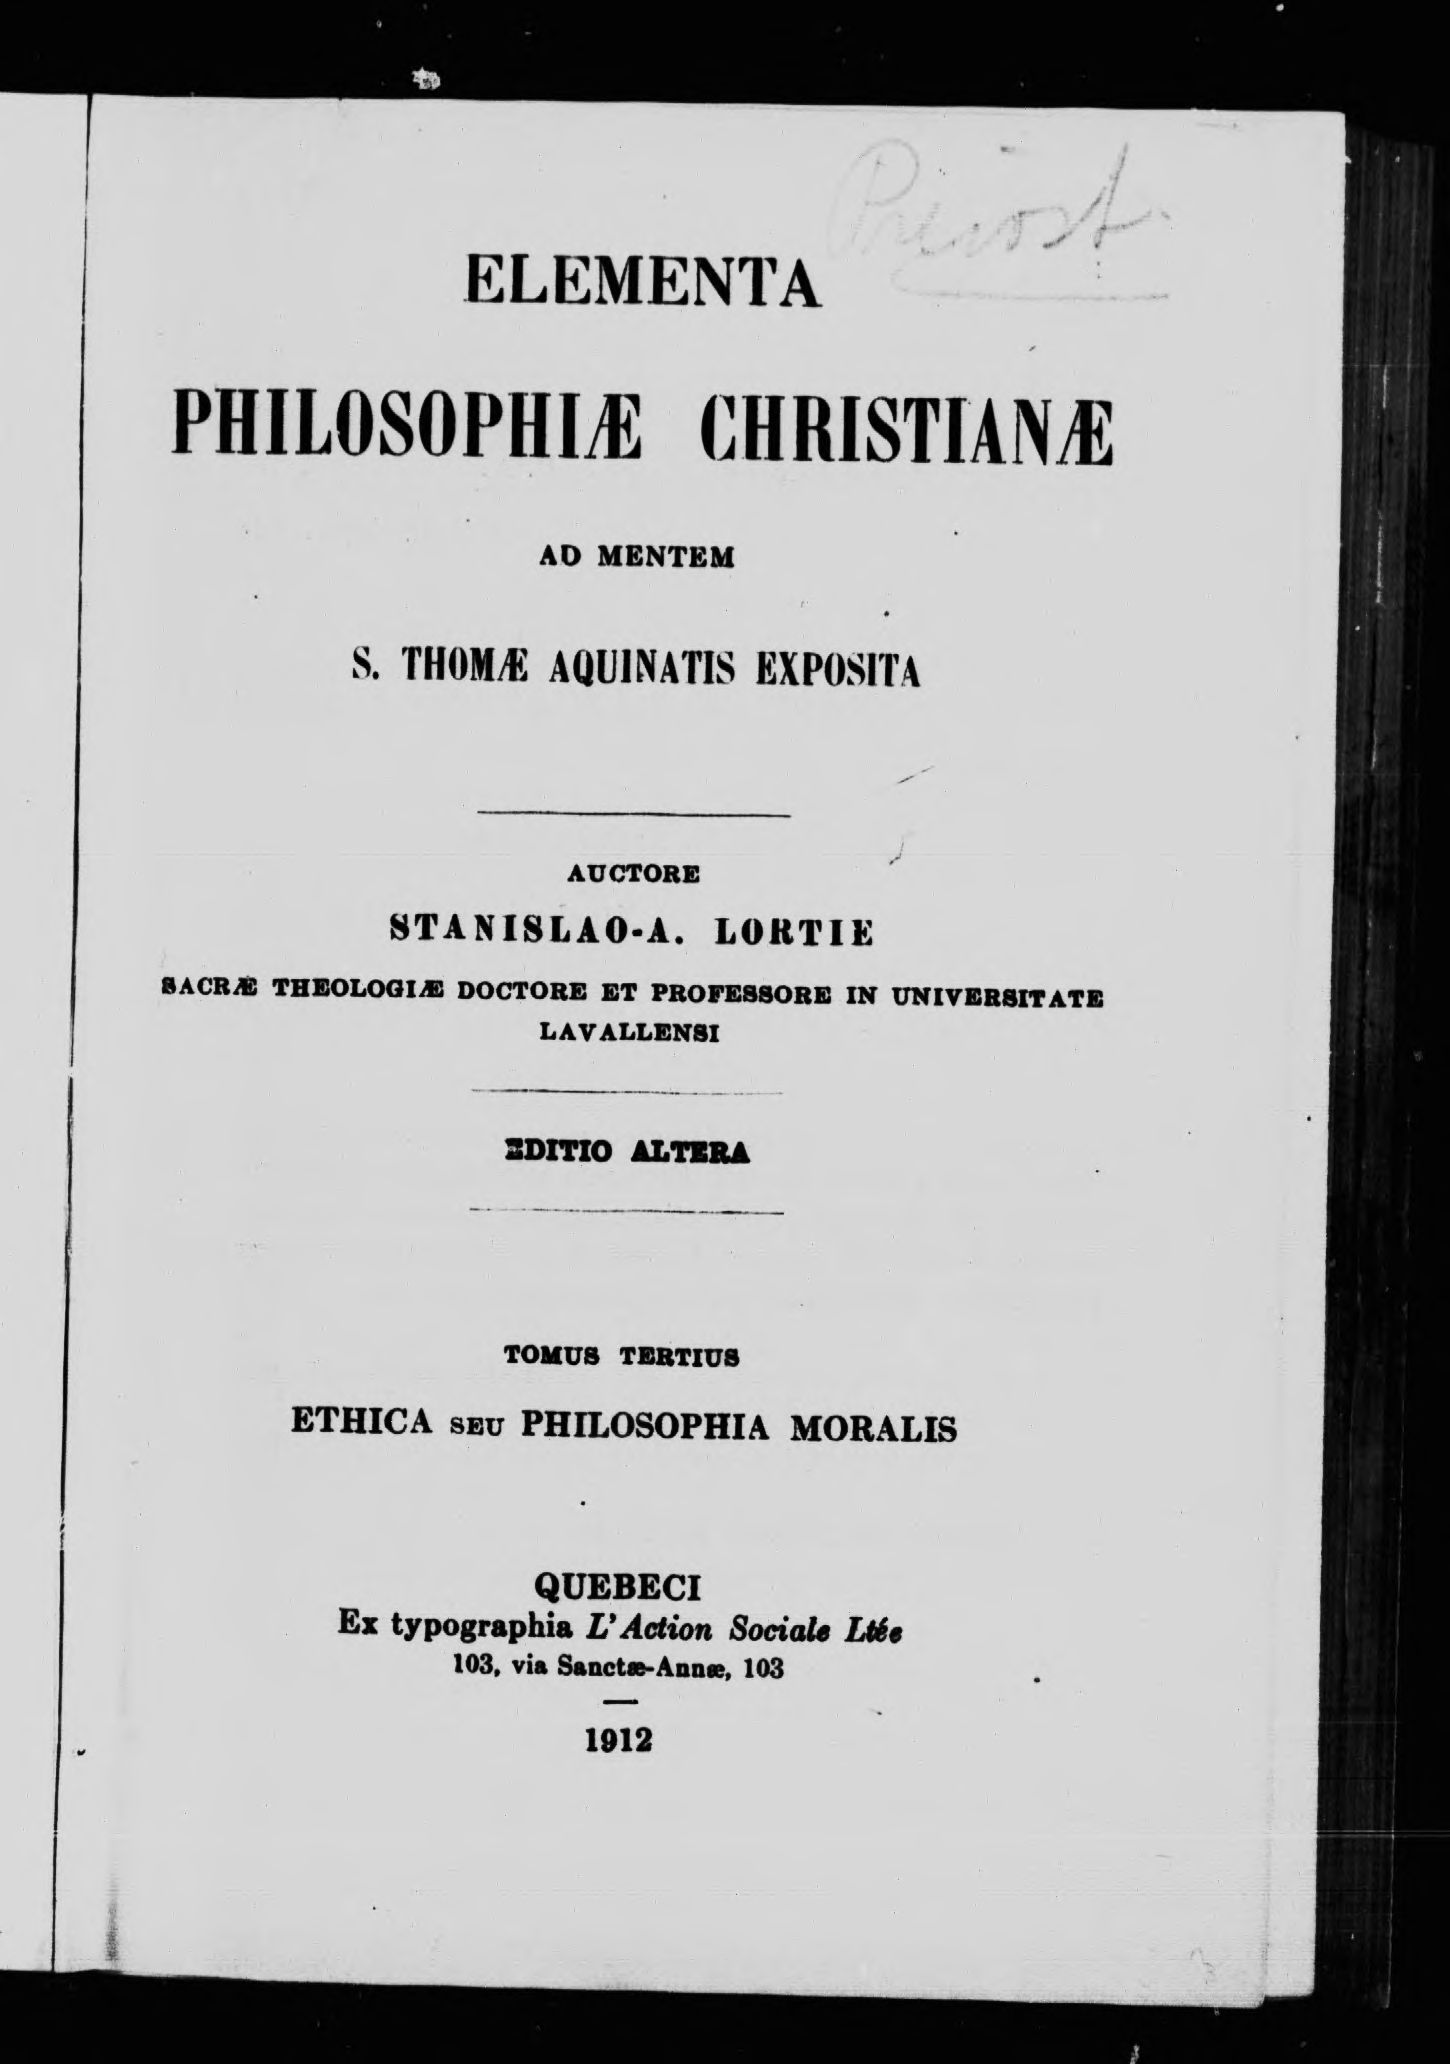 Prévost.
ELEMENTA
PHILOSOPHIÆ CHRISTIANÆ
AD MENTEM
S. THOMÆ AQUINATIS EXPOSITA
AUCTORE
STANISLAO-A. LORTIE
SACRÆ THEOLOGIÆ DOCTORE ET PROFESSORE IN UNIVERSITATE
LAVALLENSI
EDITIO ALTERA
TOMUS TERTIUS
ETHICA SEU PHILOSOPHIA MORALIS
QUEBECI
Ex typographia L'Action Sociale Ltée
103, via Sanctæ-Annæ, 103
1912